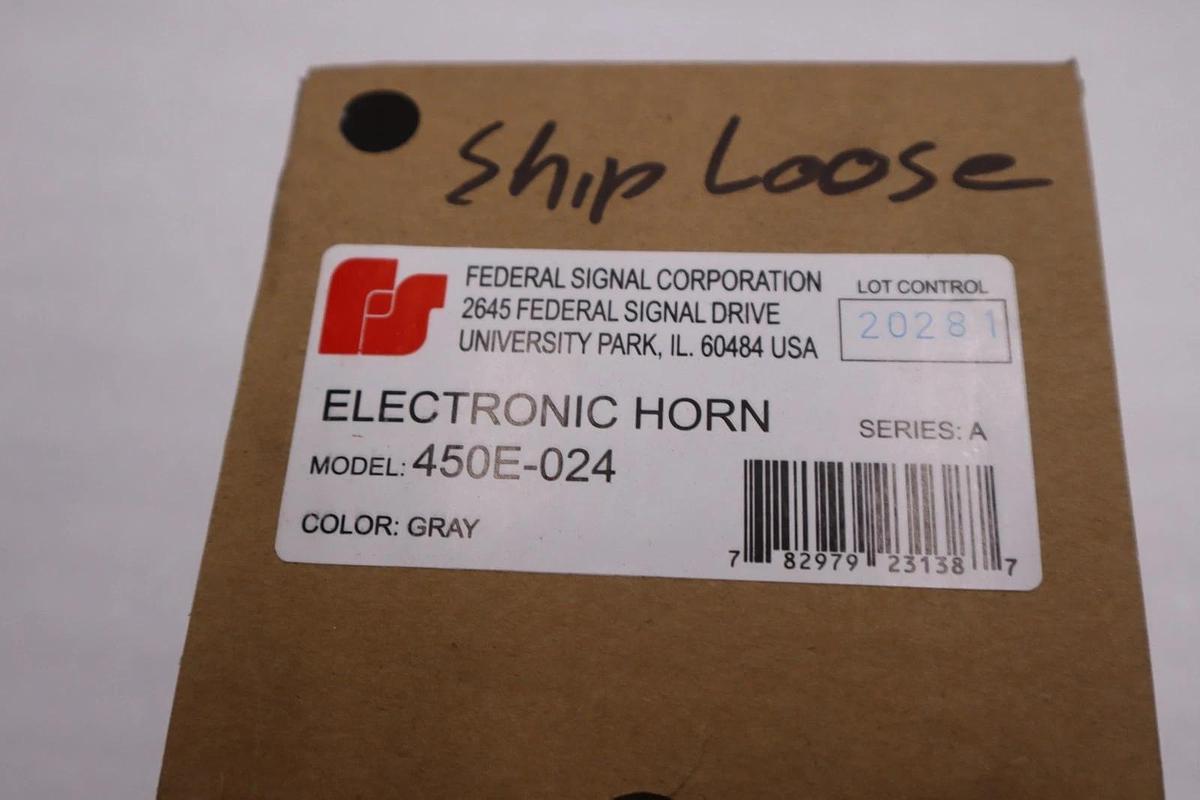 Ship Loose
FEDERAL SIGNAL CORPORATION
2645 FEDERAL SIGNAL DRIVE
UNIVERSITY PARK, IL. 60484 USA
LOT CONTROL
20281
ELECTRONIC HORN
SERIES: A
MODEL: 450E-024
COLOR: GRAY
7 82979 23138 7